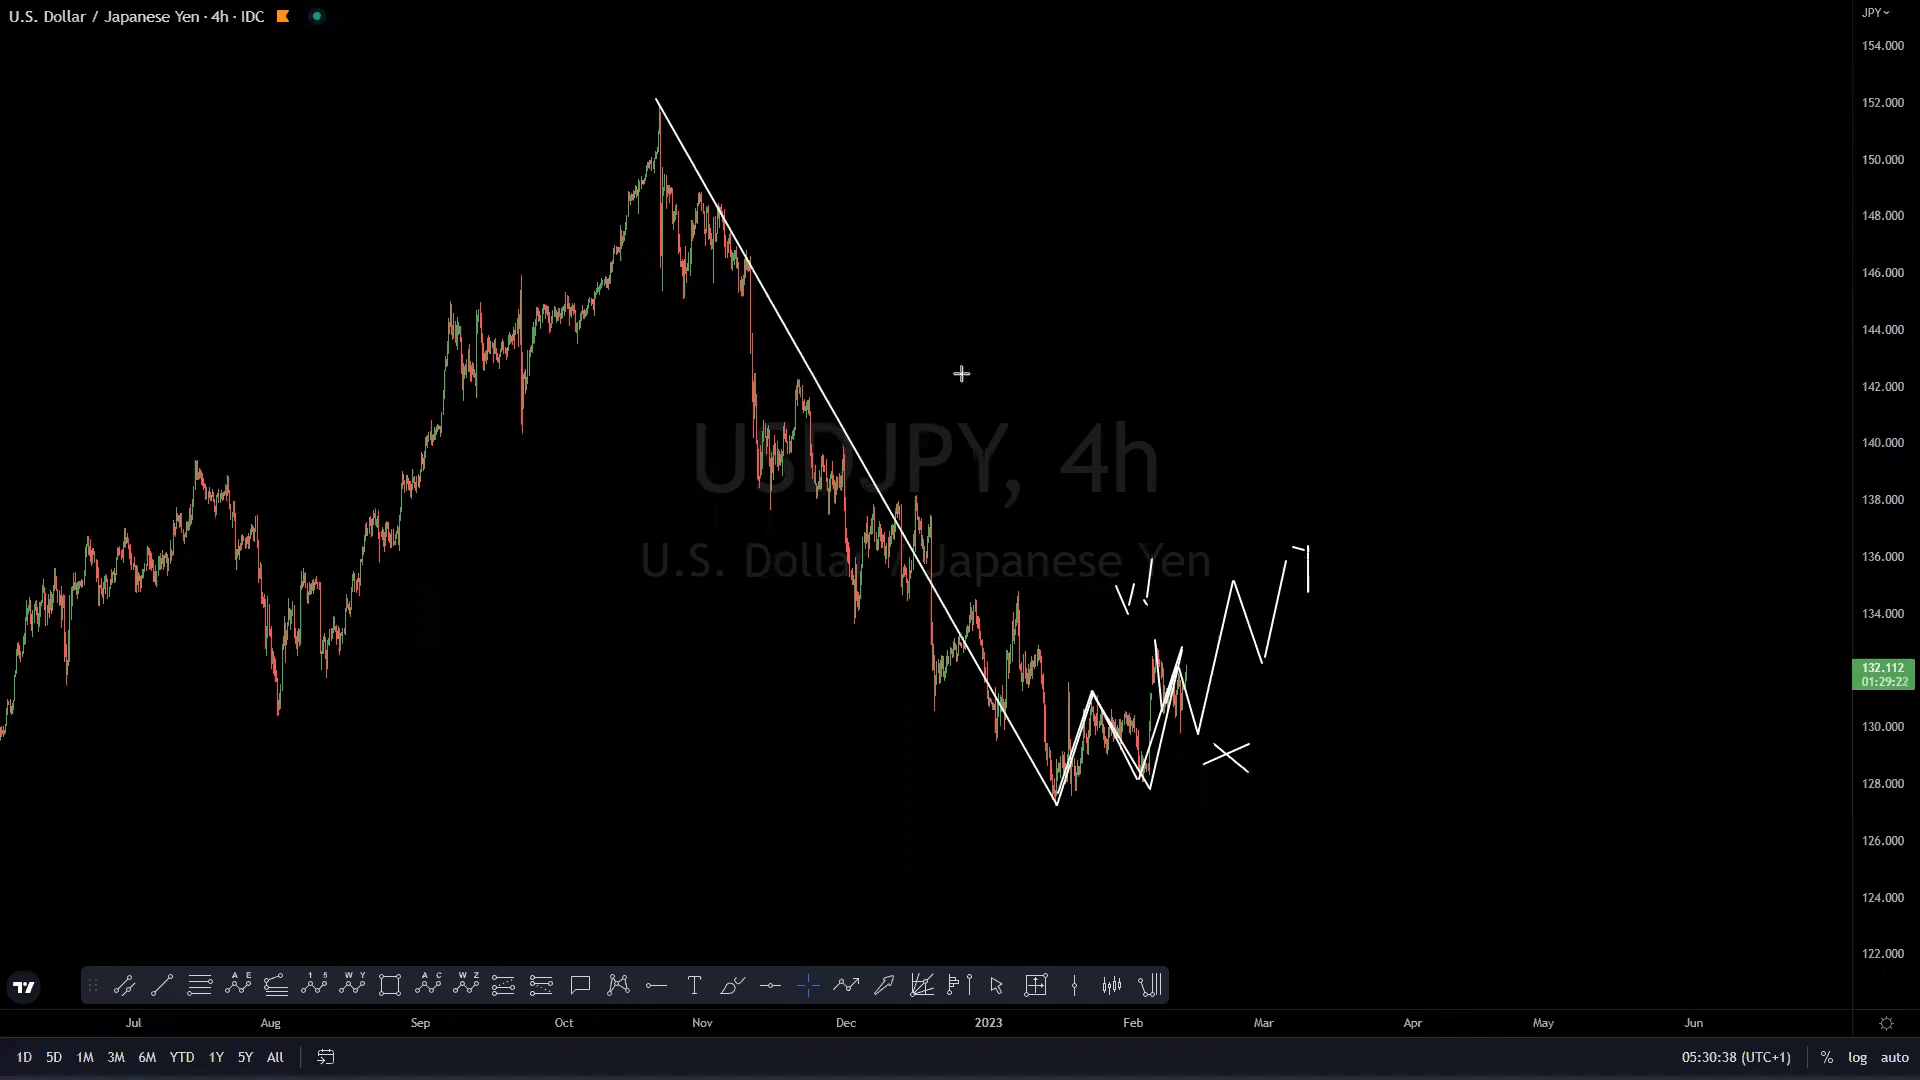 U.S. Dollar / Japanese Yen · 4h · IDC
JPY
154.000
152.000
150.000
148.000
146.000
144.000
142.000
140.000
138.000
136.000
134.000
132.112
01:29:22
130.000
128.000
126.000
124.000
122.000
USDJPY, 4h
U.S. Dollar / Japanese Yen
A E
1 5
W Y
A C
W Z
T
Jul Aug Sep Oct Nov Dec 2023 Feb Mar Apr May Jun
1D 5D 1M 3M 6M YTD 1Y 5Y All
05:30:38 (UTC+1) % log auto